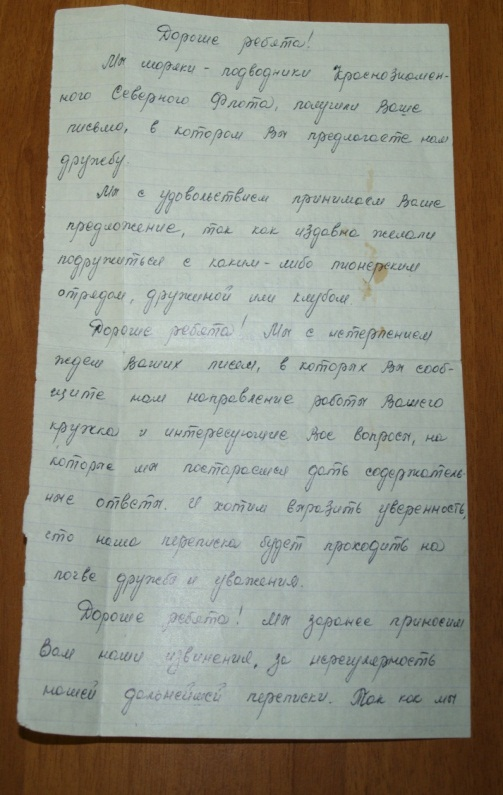 Дорогие ребята!
Мы моряки - подводники Краснознамен-
ного Северного Флота, получили Ваше
письмо, в котором Вы предлагаете нам
дружбу.
Мы с удовольствием принимаем Ваше
предложение, так как издавна желали
подружиться с каким-либо пионерским
отрядом, дружиной или клубом
Дорогие ребята! Мы с нетерпением
ждем Ваших писем, в которых Вы сооб-
щите нам направление работы Вашего
кружка и интересующие Вас вопросы, на
которые мы постараемся дать содержатель-
ные ответы. И хотим выразить уверенность,
что наша переписка будет проходить на
почве дружбы и уважения.
Дорогие ребята! Мы заранее приносим
Вам наши извинения, за нерегулярность
нашей дальнейшей переписки. Так как мы